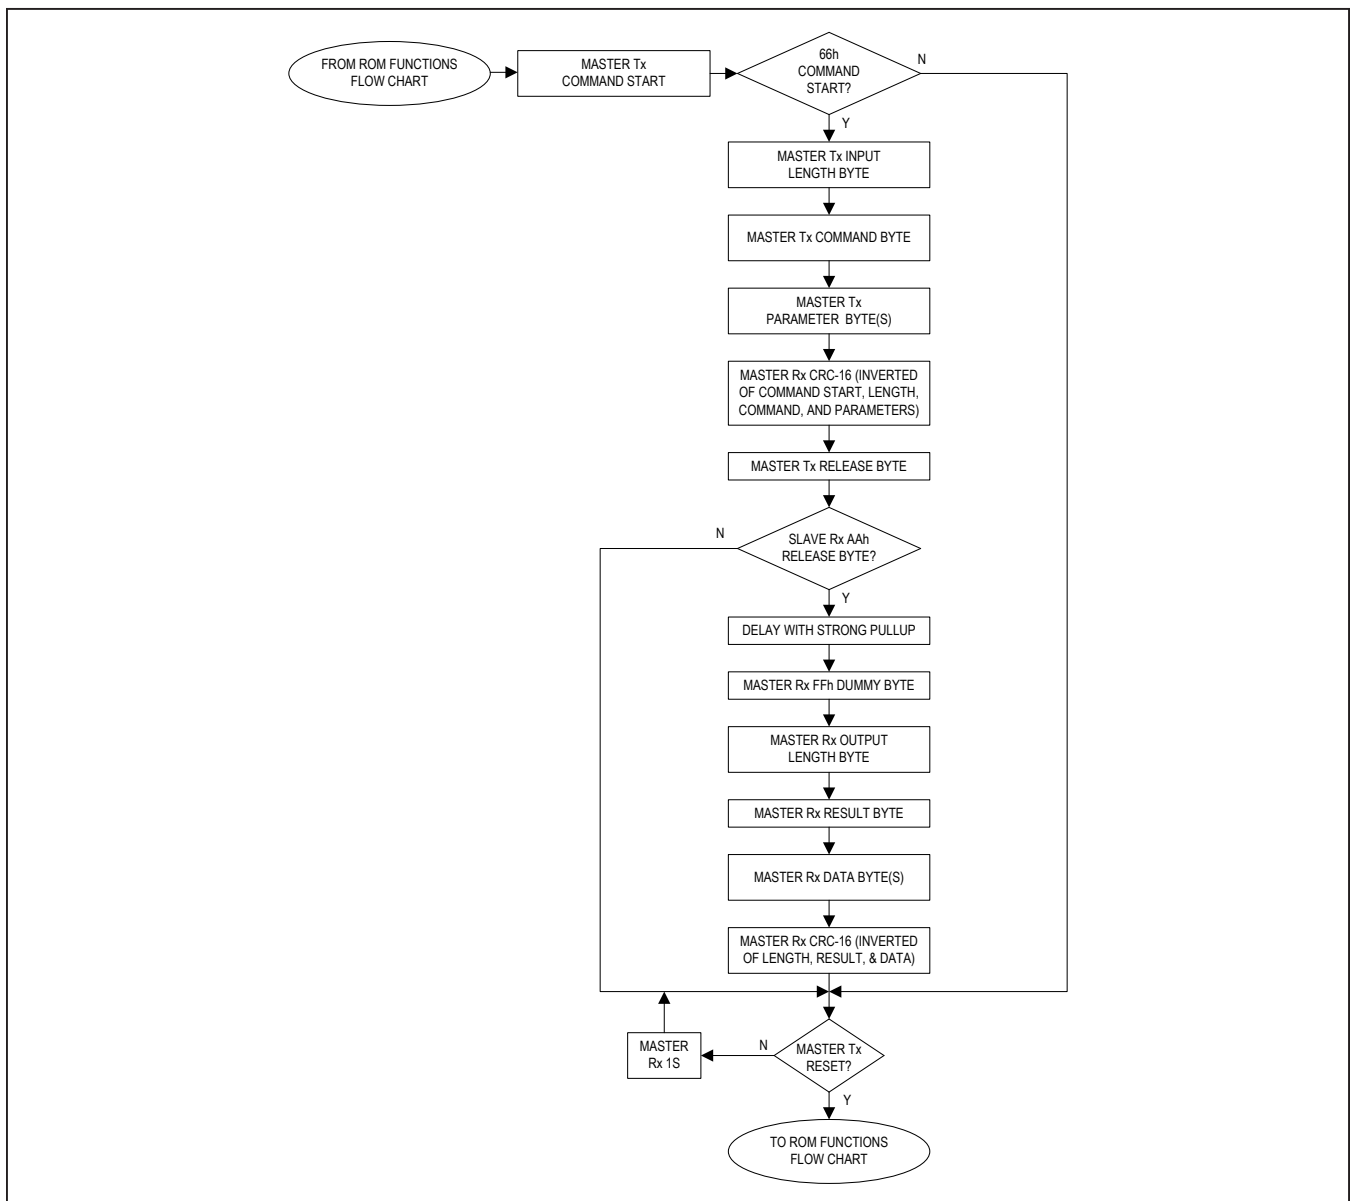 FROM ROM FUNCTIONS
FLOW CHART
MASTER Tx
COMMAND START
66h
COMMAND
START?
N
Y
MASTER Tx INPUT
LENGTH BYTE
MASTER Tx COMMAND BYTE
MASTER Tx
PARAMETER BYTE(S)
MASTER Rx CRC-16 (INVERTED
OF COMMAND START, LENGTH,
COMMAND, AND PARAMETERS)
MASTER Tx RELEASE BYTE
N
SLAVE Rx AAh
RELEASE BYTE?
Y
DELAY WITH STRONG PULLUP
MASTER Rx FFh DUMMY BYTE
MASTER Rx OUTPUT
LENGTH BYTE
MASTER Rx RESULT BYTE
MASTER Rx DATA BYTE(S)
MASTER Rx CRC-16 (INVERTED
OF LENGTH, RESULT, & DATA)
MASTER
Rx 1S
N
MASTER Tx
RESET?
Y
TO ROM FUNCTIONS
FLOW CHART